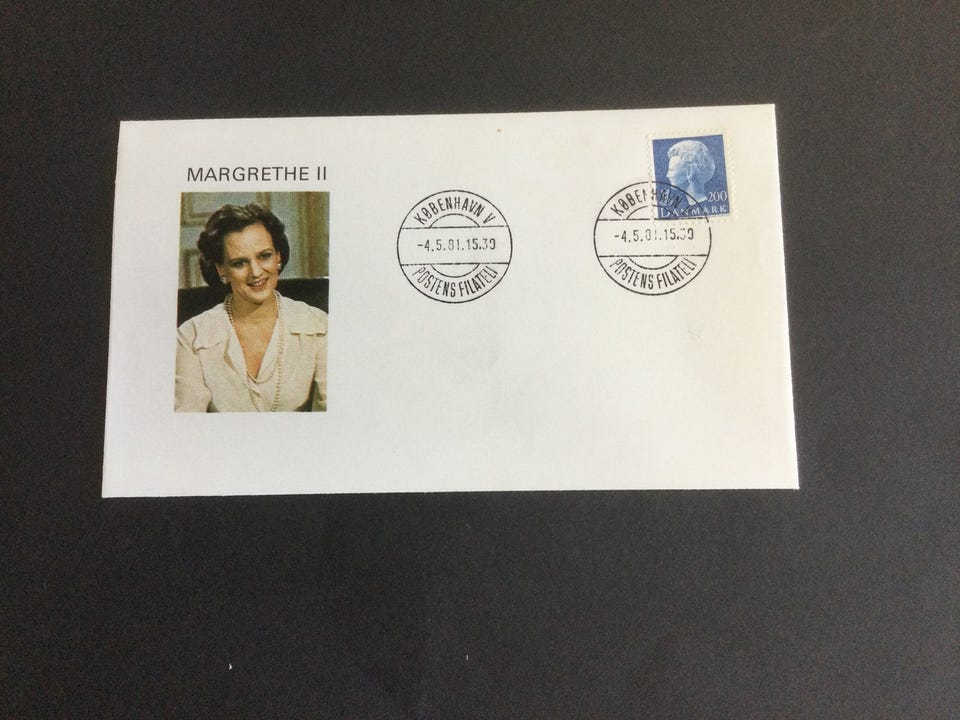 MARGRETHE II
KØBENHAVN V
-4.5.81.15.30
POSTENS FILATELI
200
DANMARK
KØBENHAVN V
-4.5.81.15.30
POSTENS FILATELI